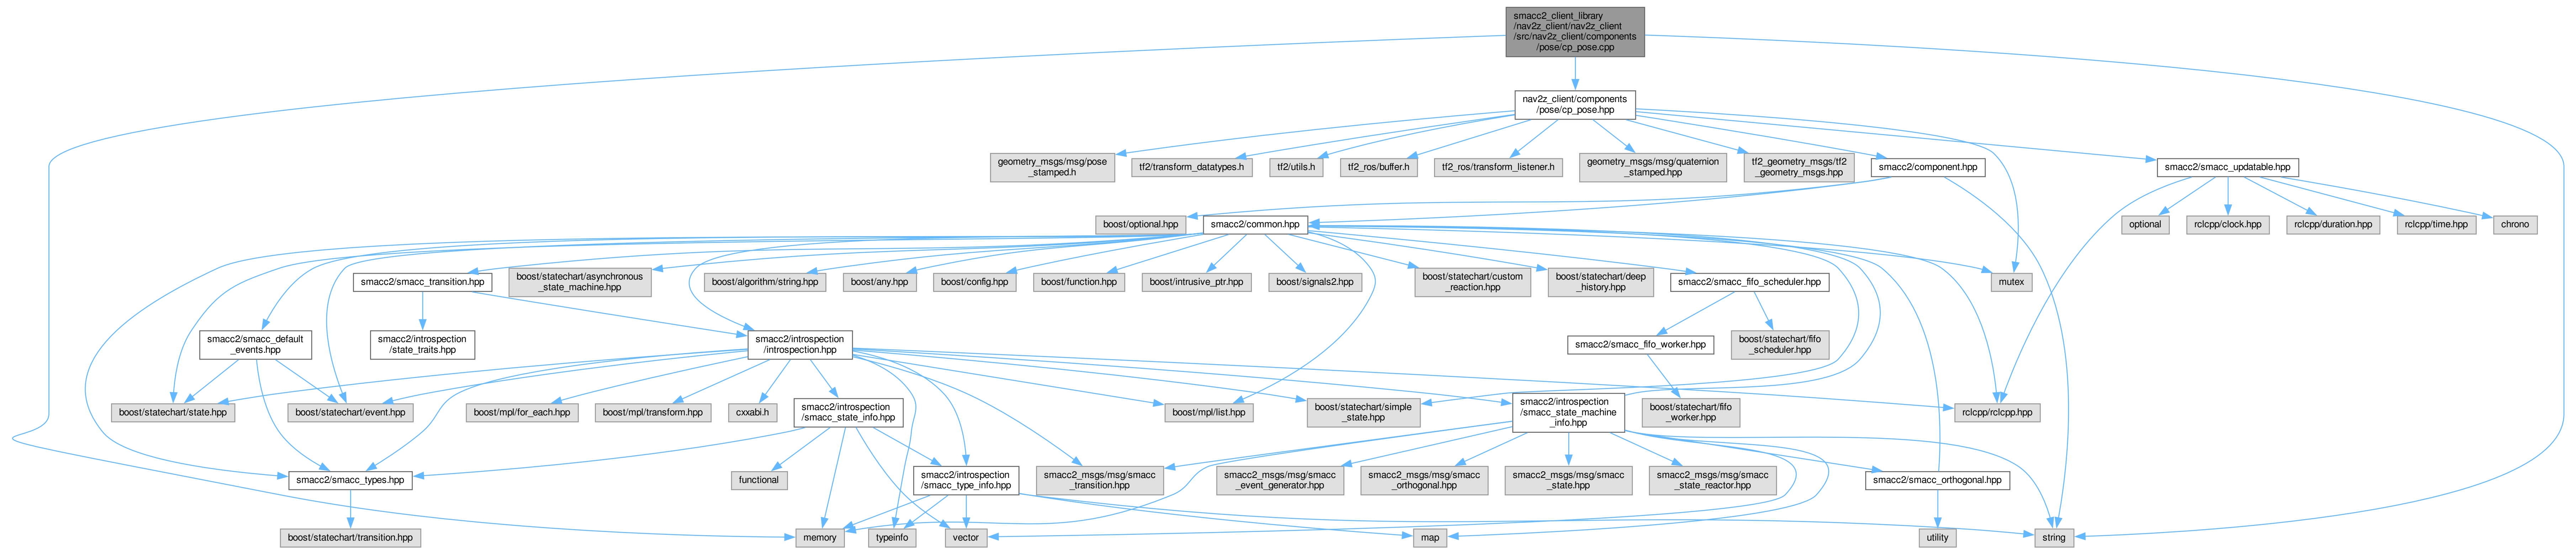 smacc2_client_library
/nav2z_client/nav2z_client
/src/nav2z_client/components
/pose/cp_pose.cpp
nav2z_client/components
/pose/cp_pose.hpp
geometry_msgs/msg/pose
_stamped.h
tf2/transform_datatypes.h
tf2/utils.h
tf2_ros/buffer.h
tf2_ros/transform_listener.h
geometry_msgs/msg/quaternion
_stamped.hpp
tf2_geometry_msgs/tf2
_geometry_msgs.hpp
smacc2/component.hpp
smacc2/smacc_updatable.hpp
boost/optional.hpp
smacc2/common.hpp
optional
rclcpp/clock.hpp
rclcpp/duration.hpp
rclcpp/time.hpp
chrono
smacc2/smacc_transition.hpp
boost/statechart/asynchronous
_state_machine.hpp
boost/algorithm/string.hpp
boost/any.hpp
boost/config.hpp
boost/function.hpp
boost/intrusive_ptr.hpp
boost/signals2.hpp
boost/statechart/custom
_reaction.hpp
boost/statechart/deep
_history.hpp
smacc2/smacc_fifo_scheduler.hpp
mutex
smacc2/smacc_default
_events.hpp
smacc2/introspection
/state_traits.hpp
smacc2/introspection
/introspection.hpp
smacc2/smacc_fifo_worker.hpp
boost/statechart/fifo
_scheduler.hpp
boost/statechart/state.hpp
boost/statechart/event.hpp
boost/mpl/for_each.hpp
boost/mpl/transform.hpp
cxxabi.h
smacc2/introspection
/smacc_state_info.hpp
boost/mpl/list.hpp
boost/statechart/simple
_state.hpp
smacc2/introspection
/smacc_state_machine
_info.hpp
boost/statechart/fifo
_worker.hpp
rclcpp/rclcpp.hpp
smacc2/smacc_types.hpp
functional
smacc2/introspection
/smacc_type_info.hpp
smacc2_msgs/msg/smacc
_transition.hpp
smacc2_msgs/msg/smacc
_event_generator.hpp
smacc2_msgs/msg/smacc
_orthogonal.hpp
smacc2_msgs/msg/smacc
_state.hpp
smacc2_msgs/msg/smacc
_state_reactor.hpp
smacc2/smacc_orthogonal.hpp
boost/statechart/transition.hpp
memory
typeinfo
vector
map
utility
string